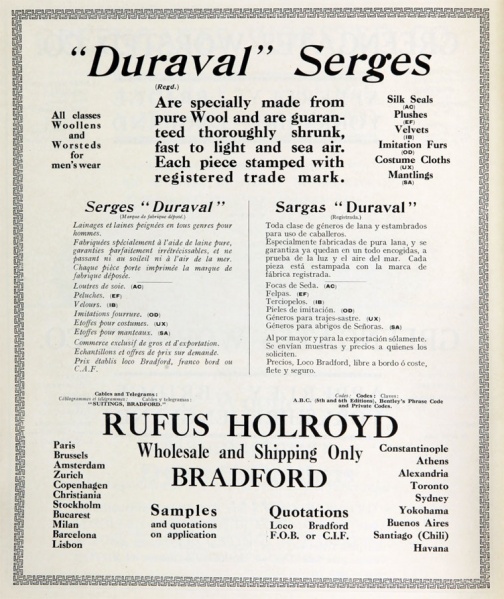 "Duraval" Serges
(Regd.)
All classes
Woollens
and
Worsteds
for
men's wear
Are specially made from
pure Wool and are guaran-
teed thoroughly shrunk,
fast to light and sea air.
Each piece stamped with
registered trade mark.
Silk Seals
(AC)
Plushes
(EF)
Velvets
(IB)
Imitation Furs
(OD)
Costume Cloths
(UX)
Mantlings
(SA)
Serges "Duraval"
(Marque de fabrique déposé.)
Lainages et laines peignées en tous genres pour
hommes.
Fabriquées spécialement à l'aide de laine pure,
garanties parfaitement irrétrécissables, et ne
passant ni au soleil ni à l'air de la mer.
Chaque pièce porte imprimée la marque de
fabrique déposée.
Loutres de soie. (AC)
Peluches. (EF)
Velours. (IB)
Imitations fourrure. (OD)
Etoffes pour costumes. (UX)
Etoffes pour manteaux. (SA)
Commerce exclusif de gros et d'exportation.
Echantillons et offres de prix sur demande.
Prix établis loco Bradford, franco bord ou
C.A.F.
Sargas "Duraval"
(Registrada.)
Toda clase de géneros de lana y estambrados
para uso de caballeros.
Especialmente fabricadas de pura lana, y se
garantiza ya quedan en todo encogidas, a
prueba de la luz y el aire del mar. Cada
pieza está estampada con la marca de
fábrica registrada.
Focas de Seda. (AC)
Felpas. (EF)
Terciopelos. (IB)
Pieles de imitación. (OD)
Géneros para trajes-sastre. (UX)
Géneros para abrigos de Señoras. (SA)
Al por mayor y para la exportación sólamente.
Se envían muestras y precios a quienes los
soliciten.
Precios, Loco Bradford, libre a bordo ó coste,
flete y seguro.
Cables and Telegrams:
Câblogrammes et télégrammes: Cables y telegramas:
"SUITINGS, BRADFORD."
Codes: Codes: Claves:
A.B.C. (5th and 6th Editions), Bentley's Phrase Code
and Private Codes.
RUFUS HOLROYD
Wholesale and Shipping Only
BRADFORD
Paris
Brussels
Amsterdam
Zurich
Copenhagen
Christiania
Stockholm
Bucarest
Milan
Barcelona
Lisbon
Samples
and quotations
on application
Quotations
Loco Bradford
F.O.B. or C.I.F.
Constantinople
Athens
Alexandria
Toronto
Sydney
Yokohama
Buenos Aires
Santiago (Chili)
Havana